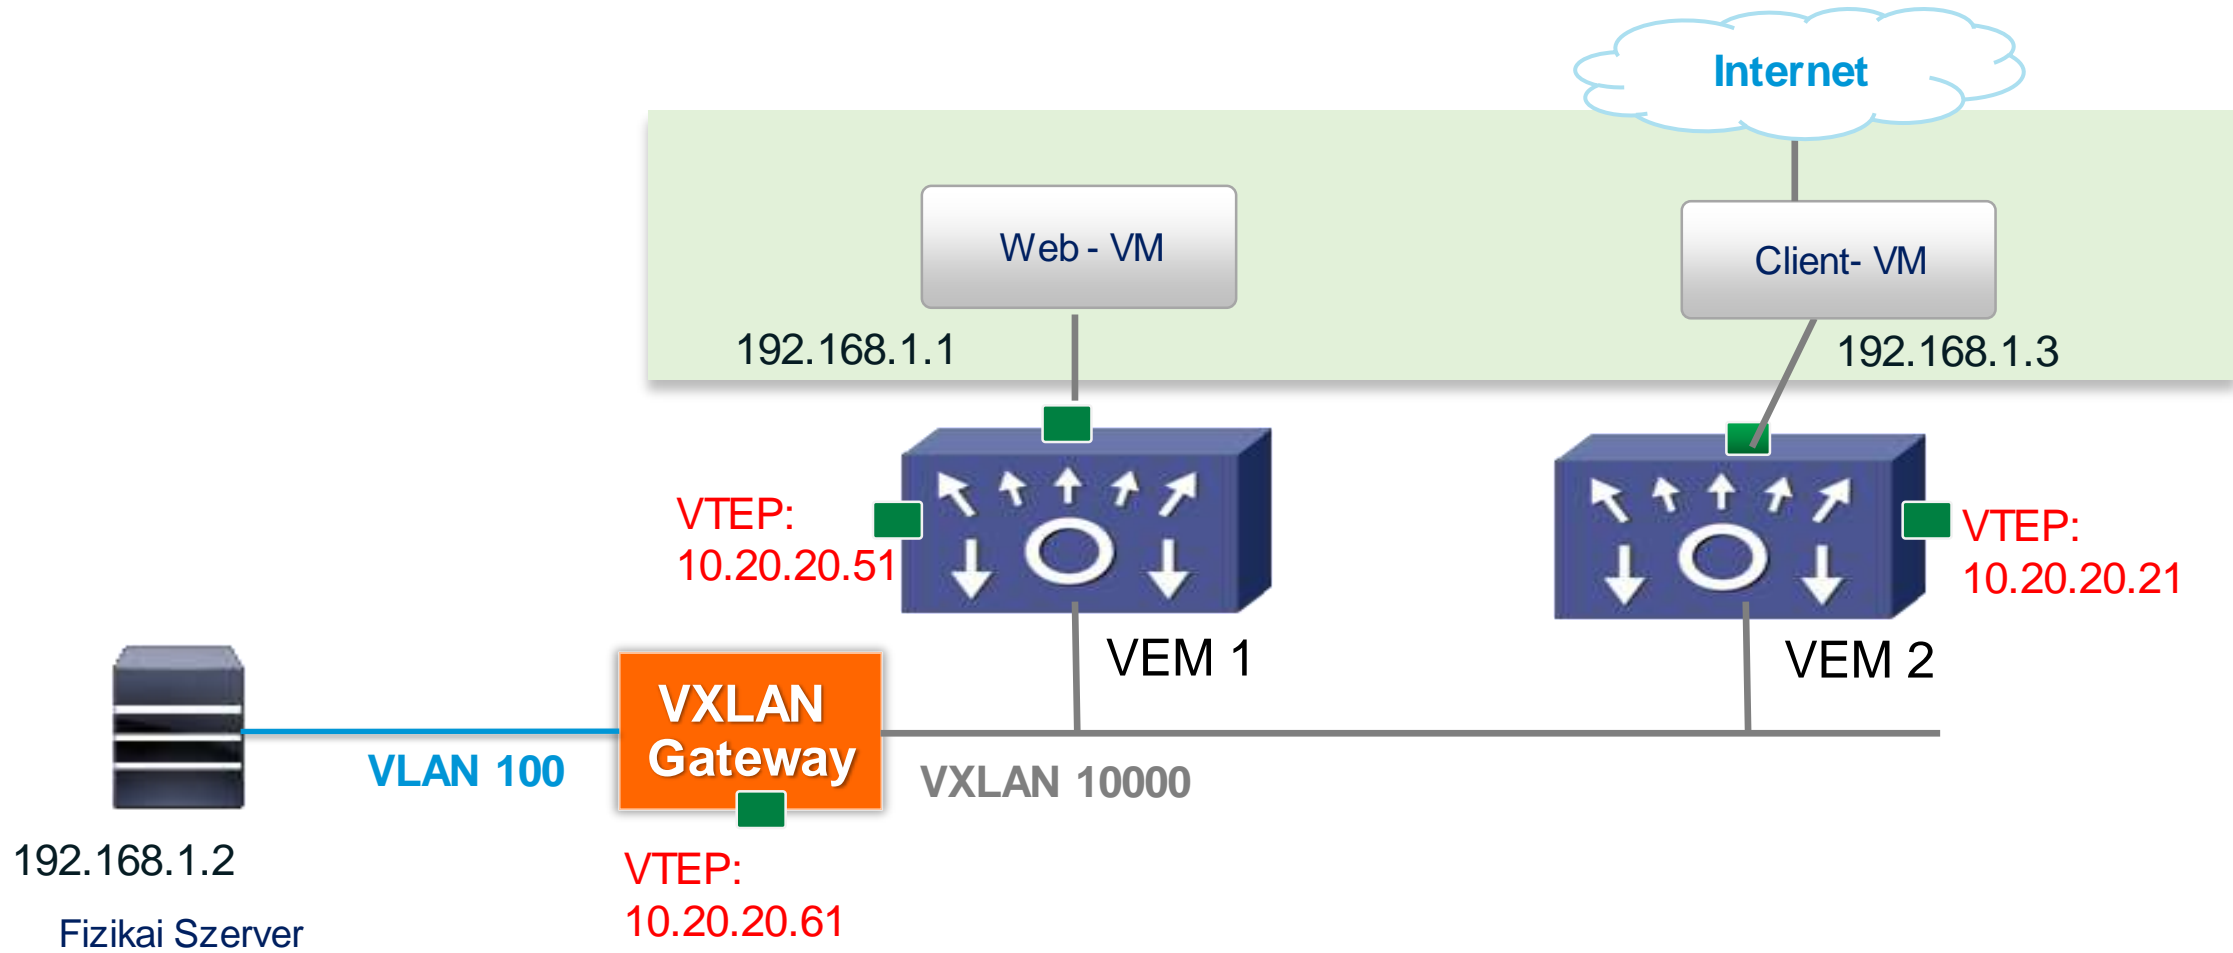 Internet
Web - VM
Client- VM
192.168.1.1
192.168.1.3
VTEP:
10.20.20.51
VTEP:
10.20.20.21
VEM 1
VEM 2
VXLAN
Gateway
VLAN 100
VXLAN 10000
192.168.1.2
VTEP:
10.20.20.61
Fizikai Szerver